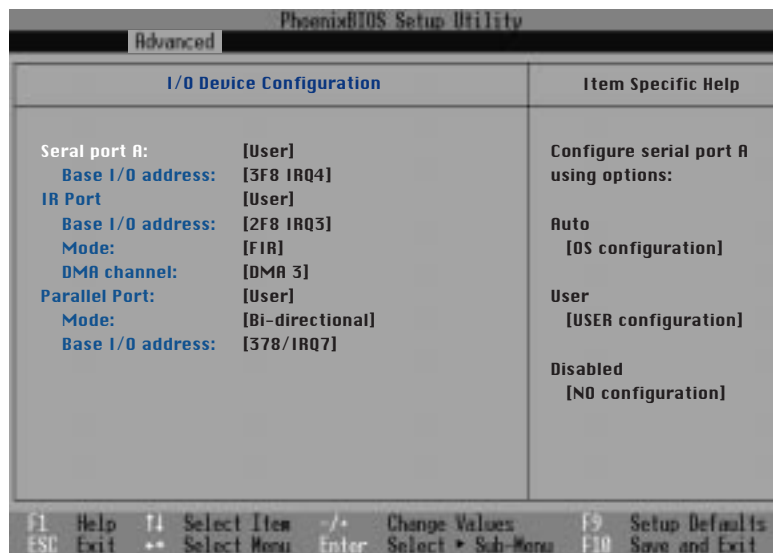 PhoenixBIOS Setup Utility
Advanced
I/O Device Configuration
Item Specific Help
Seral port A: [User]
Base I/O address: [3F8 IRQ4]
IR Port [User]
Base I/O address: [2F8 IRQ3]
Mode: [FIR]
DMA channel: [DMA 3]
Parallel Port: [User]
Mode: [Bi-directional]
Base I/O address: [378/IRQ7]
Configure serial port A
using options:
Auto
[OS configuration]
User
[USER configuration]
Disabled
[NO configuration]
F1 Help ↑↓ Select Item -/+ Change Values F9 Setup Defaults
ESC Exit ↔ Select Menu Enter Select ► Sub-Menu F10 Save and Exit